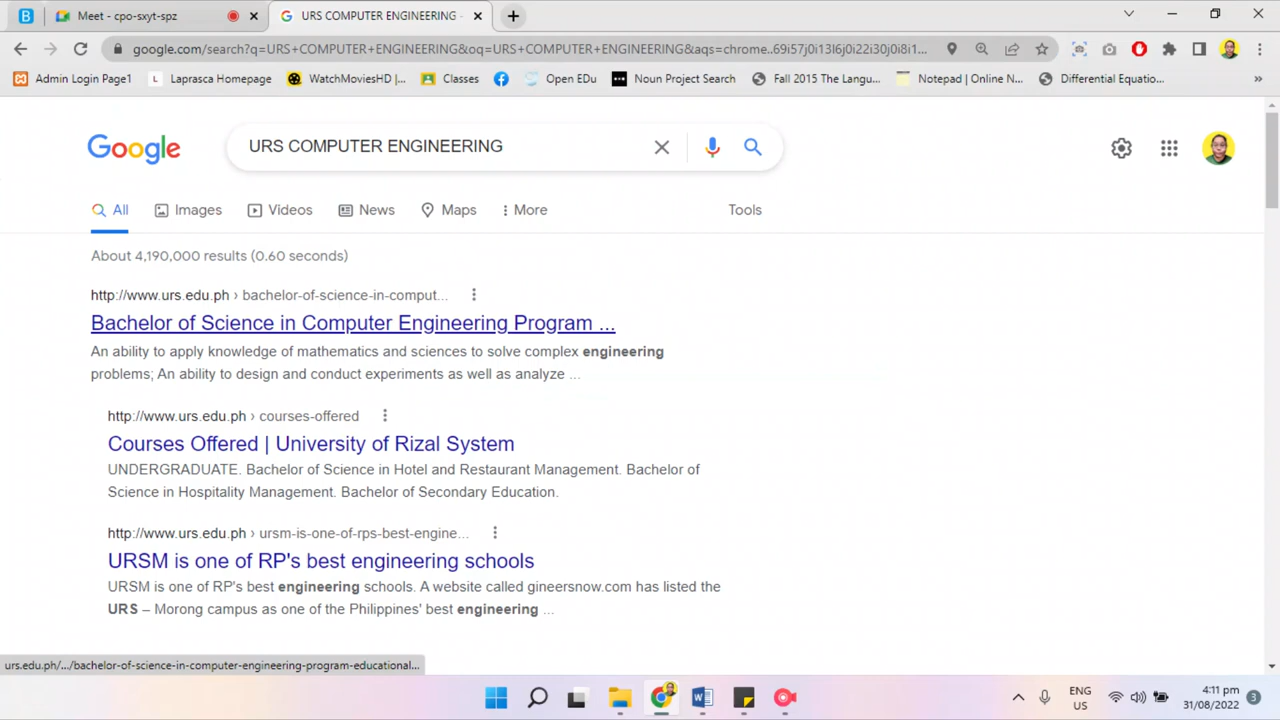 Meet - cpo-sxyt-spz
URS COMPUTER ENGINEERING -
google.com/search?q=URS+COMPUTER+ENGINEERING&oq=URS+COMPUTER+ENGINEERING&aqs=chrome..69i57j0i13l6j0i22i30j0i8i1...
Admin Login Page1
Laprasca Homepage
WatchMoviesHD |...
Classes
Open EDu
Noun Project Search
Fall 2015 The Langu...
Notepad | Online N...
Differential Equatio...
Google
URS COMPUTER ENGINEERING
All
Images
Videos
News
Maps
More
Tools
About 4,190,000 results (0.60 seconds)
http://www.urs.edu.ph › bachelor-of-science-in-comput...
Bachelor of Science in Computer Engineering Program ...
An ability to apply knowledge of mathematics and sciences to solve complex engineering
problems; An ability to design and conduct experiments as well as analyze ...
http://www.urs.edu.ph › courses-offered
Courses Offered | University of Rizal System
UNDERGRADUATE. Bachelor of Science in Hotel and Restaurant Management. Bachelor of
Science in Hospitality Management. Bachelor of Secondary Education.
http://www.urs.edu.ph › ursm-is-one-of-rps-best-engine...
URSM is one of RP's best engineering schools
URSM is one of RP's best engineering schools. A website called gineersnow.com has listed the
URS – Morong campus as one of the Philippines' best engineering ...
urs.edu.ph/.../bachelor-of-science-in-computer-engineering-program-educational...
ENG
US
4:11 pm
31/08/2022
3